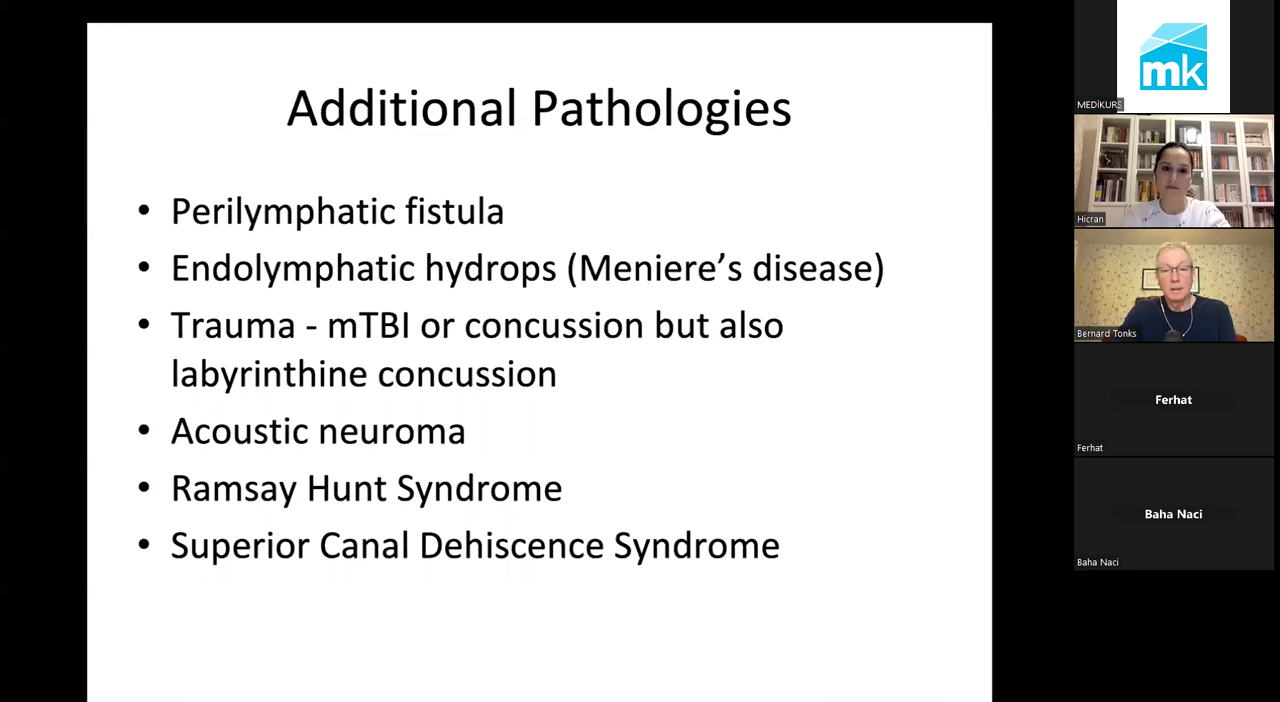 Additional Pathologies
• Perilymphatic fistula
• Endolymphatic hydrops (Meniere’s disease)
• Trauma - mTBI or concussion but also
labyrinthine concussion
• Acoustic neuroma
• Ramsay Hunt Syndrome
• Superior Canal Dehiscence Syndrome
mk
MEDİKURS
Hicran
Bernard Tonks
Ferhat
Ferhat
Baha Naci
Baha Naci